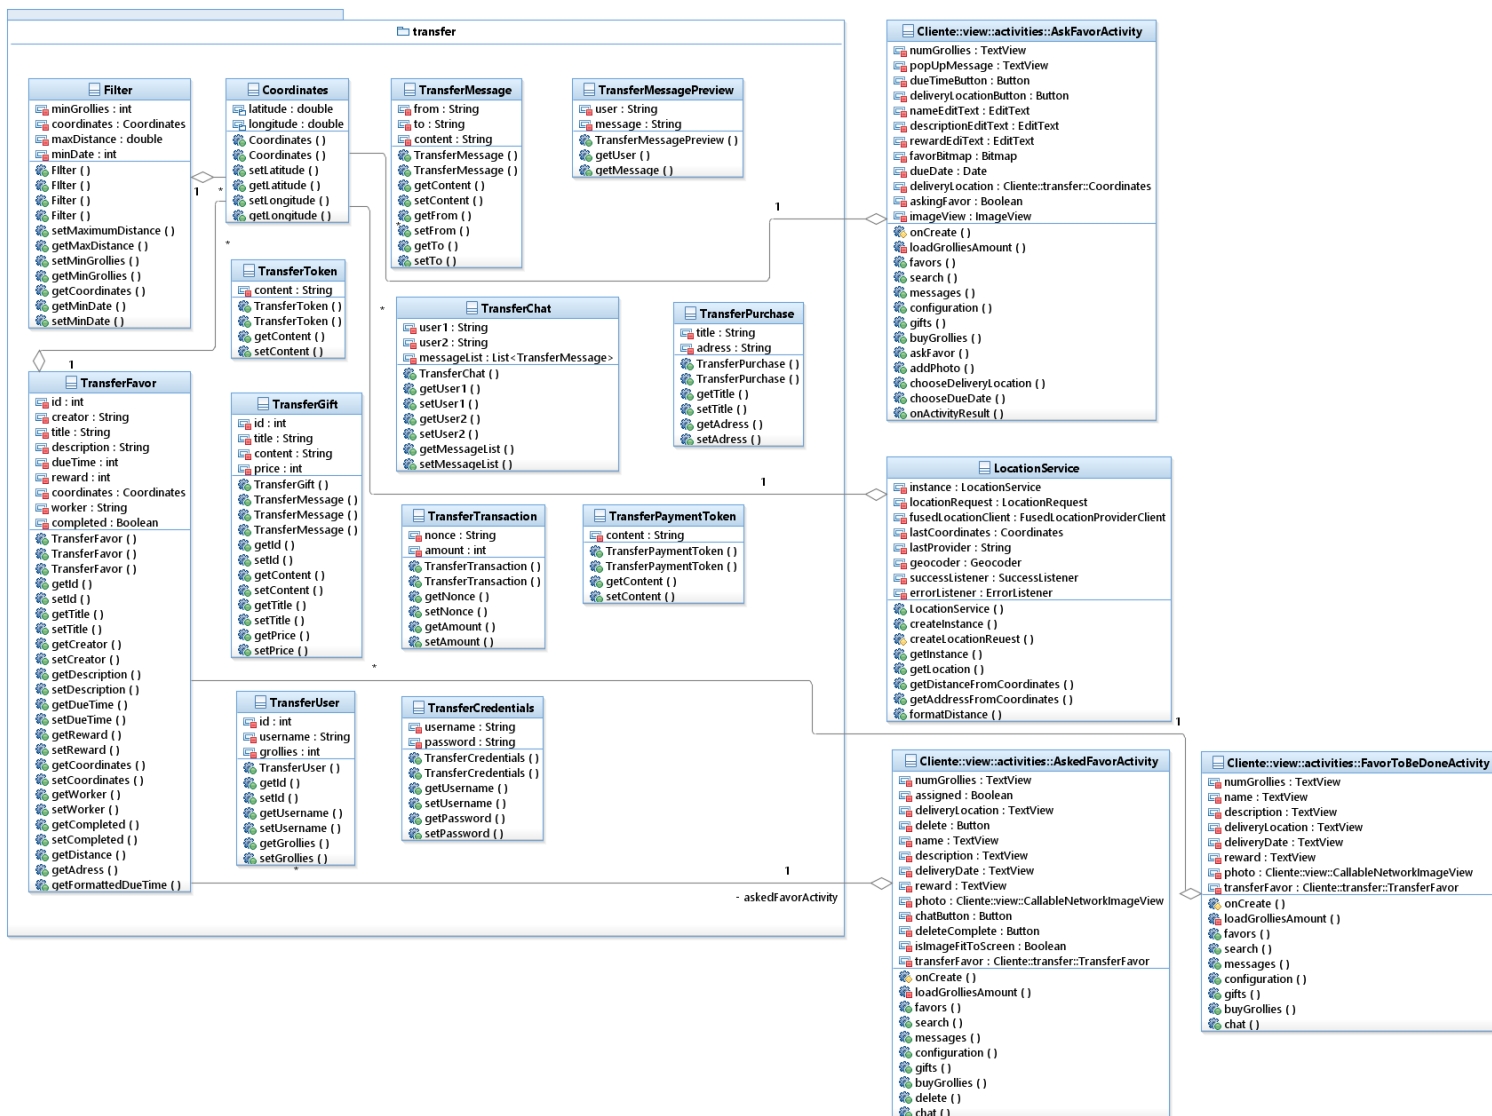 transfer
Filter
minGrollies : int
coordinates : Coordinates
maxDistance : double
minDate : int
FIlter ( )
FIlter ( )
Filter ( )
Filter ( )
setMaximumDistance ( )
getMaxDistance ( )
setMinGrollies ( )
getMinGrollies ( )
getCoordinates ( )
getMinDate ( )
setMinDate ( )
1
*
Coordinates
latitude : double
longitude : double
Coordinates ( )
Coordinates ( )
setLatitude ( )
getLatitude ( )
setLongitude ( )
getLongitude ( )
*
TransferMessage
from : String
to : String
content : String
TransferMessage ( )
TransferMessage ( )
getContent ( )
setContent ( )
getFrom ( )
setFrom ( )
getTo ( )
setTo ( )
*
TransferMessagePreview
user : String
message : String
TransferMessagePreview ( )
getUser ( )
getMessage ( )
1
Cliente::view::activities::AskFavorActivity
numGrollies : TextView
popUpMessage : TextView
dueTimeButton : Button
deliveryLocationButton : Button
nameEditText : EditText
descriptionEditText : EditText
rewardEdiText : EditText
favorBitmap : Bitmap
dueDate : Date
deliveryLocation : Cliente::transfer::Coordinates
askingFavor : Boolean
imageView : ImageView
onCreate ( )
loadGrolliesAmount ( )
favors ( )
search ( )
messages ( )
configuration ( )
gifts ( )
buyGrollies ( )
askFavor ( )
addPhoto ( )
chooseDeliveryLocation ( )
chooseDueDate ( )
onActivityResult ( )
TransferToken
content : String
TransferToken ( )
TransferToken ( )
getContent ( )
setContent ( )
*
TransferChat
user1 : String
user2 : String
messageList : List<TransferMessage>
TransferChat ( )
getUser1 ( )
setUser1 ( )
getUser2 ( )
setUser2 ( )
getMessageList ( )
setMessageList ( )
TransferPurchase
title : String
adress : String
TransferPurchase ( )
TransferPurchase ( )
getTitle ( )
setTitle ( )
getAdress ( )
setAdress ( )
1
TransferFavor
id : int
creator : String
title : String
description : String
dueTime : int
reward : int
coordinates : Coordinates
worker : String
completed : Boolean
TransferFavor ( )
TransferFavor ( )
TransferFavor ( )
getId ( )
setId ( )
getTitle ( )
setTitle ( )
getCreator ( )
setCreator ( )
getDescription ( )
setDescription ( )
getDueTime ( )
setDueTime ( )
getReward ( )
setReward ( )
getCoordinates ( )
setCoordinates ( )
getWorker ( )
setWorker ( )
getCompleted ( )
setCompleted ( )
getDistance ( )
getAdress ( )
getFormattedDueTime ( )
TransferGift
id : int
title : String
content : String
price : int
TransferGift ( )
TransferMessage ( )
TransferMessage ( )
TransferMessage ( )
getId ( )
setId ( )
getContent ( )
setContent ( )
getTitle ( )
setTitle ( )
getPrice ( )
setPrice ( )
TransferTransaction
nonce : String
amount : int
TransferTransaction ( )
TransferTransaction ( )
getNonce ( )
setNonce ( )
getAmount ( )
setAmount ( )
TransferPaymentToken
content : String
TransferPaymentToken ( )
TransferPaymentToken ( )
getContent ( )
setContent ( )
1
LocationService
instance : LocationService
locationRequest : LocationRequest
fusedLocationClient : FusedLocationProviderClient
lastCoordinates : Coordinates
lastProvider : String
geocoder : Geocoder
successListener : SuccessListener
errorListener : ErrorListener
LocationService ( )
createInstance ( )
createLocationReuest ( )
getInstance ( )
getLocation ( )
getDistanceFromCoordinates ( )
getAddressFromCoordinates ( )
formatDistance ( )
*
1
TransferUser
id : int
username : String
grollies : int
TransferUser ( )
getId ( )
setId ( )
getUsername ( )
setUsername ( )
getGrollies ( )
setGrollies ( )
*
TransferCredentials
username : String
password : String
TransferCredentials ( )
TransferCredentials ( )
getUsername ( )
setUsername ( )
getPassword ( )
setPassword ( )
1
- askedFavorActivity
Cliente::view::activities::AskedFavorActivity
numGrollies : TextView
assigned : Boolean
deliveryLocation : TextView
delete : Button
name : TextView
description : TextView
deliveryDate : TextView
reward : TextView
photo : Cliente::view::CallableNetworkImageView
chatButton : Button
deleteComplete : Button
isImageFitToScreen : Boolean
transferFavor : Cliente::transfer::TransferFavor
onCreate ( )
loadGrolliesAmount ( )
favors ( )
search ( )
messages ( )
configuration ( )
gifts ( )
buyGrollies ( )
delete ( )
chat ( )
Cliente::view::activities::FavorToBeDoneActivity
numGrollies : TextView
name : TextView
description : TextView
deliveryLocation : TextView
deliveryDate : TextView
reward : TextView
photo : Cliente::view::CallableNetworkImageView
transferFavor : Cliente::transfer::TransferFavor
onCreate ( )
loadGrolliesAmount ( )
favors ( )
search ( )
messages ( )
configuration ( )
gifts ( )
buyGrollies ( )
chat ( )